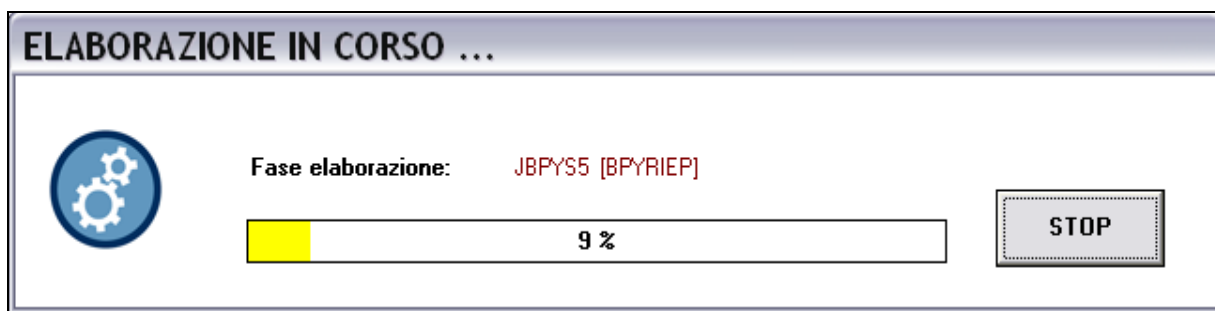 ELABORAZIONE IN CORSO ...
Fase elaborazione: JBPYS5 [BPYRIEP]
9 %
STOP